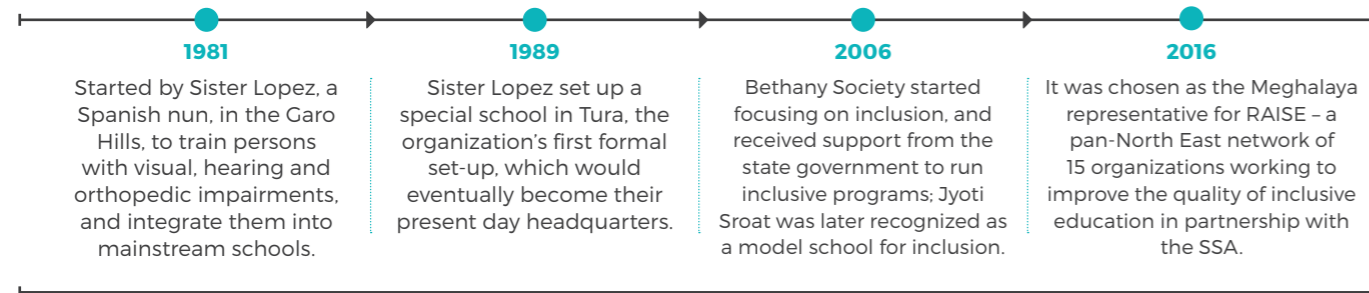 1981
Started by Sister Lopez, a
Spanish nun, in the Garo
Hills, to train persons
with visual, hearing and
orthopedic impairments,
and integrate them into
mainstream schools.
1989
Sister Lopez set up a
special school in Tura, the
organization's first formal
set-up, which would
eventually become their
present day headquarters.
2006
Bethany Society started
focusing on inclusion, and
received support from the
state government to run
inclusive programs; Jyoti
Sroat was later recognized as
a model school for inclusion.
2016
It was chosen as the Meghalaya
representative for RAISE – a
pan-North East network of
15 organizations working to
improve the quality of inclusive
education in partnership with
the SSA.